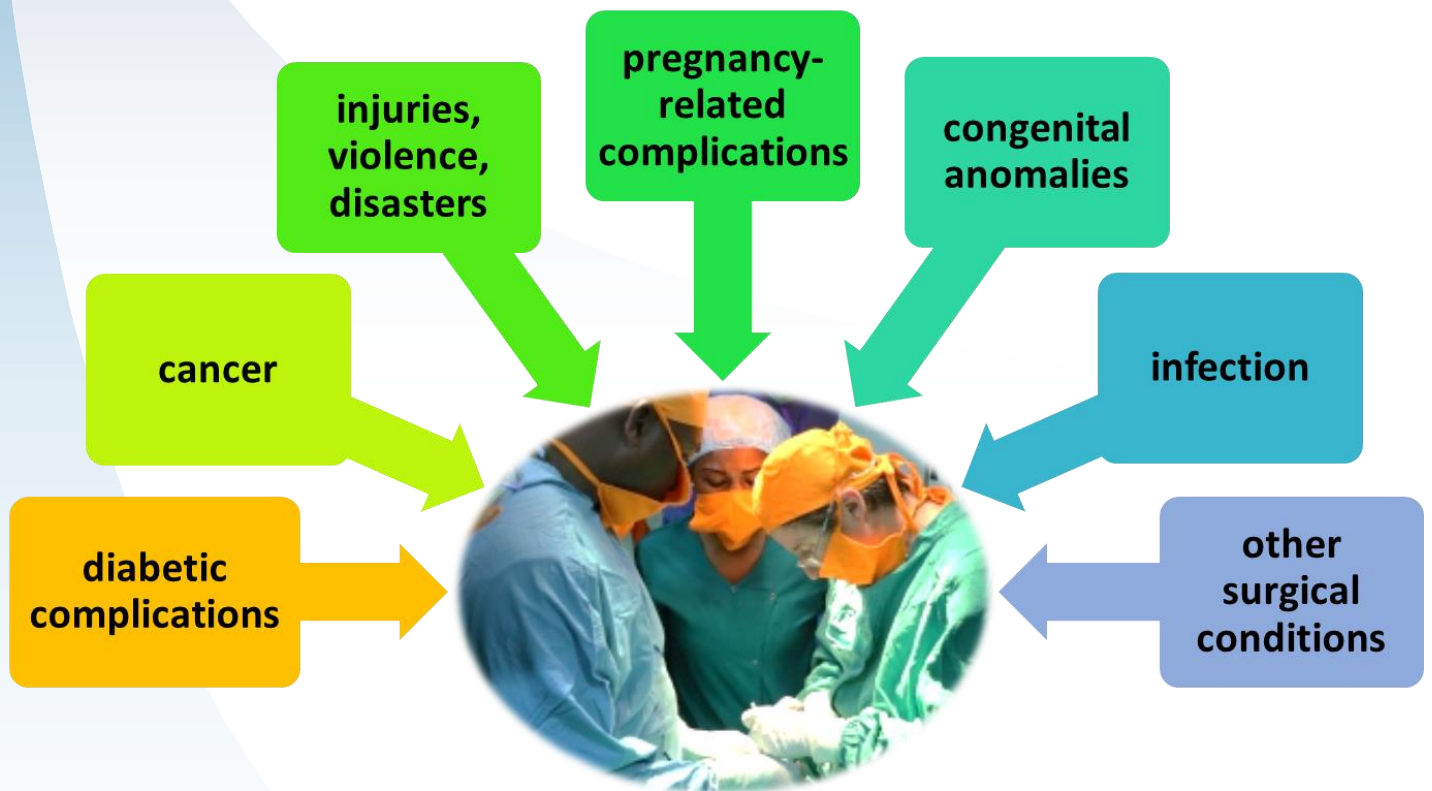 pregnancy-
related
complications
injuries,
violence,
disasters
congenital
anomalies
cancer
infection
diabetic
complications
other
surgical
conditions